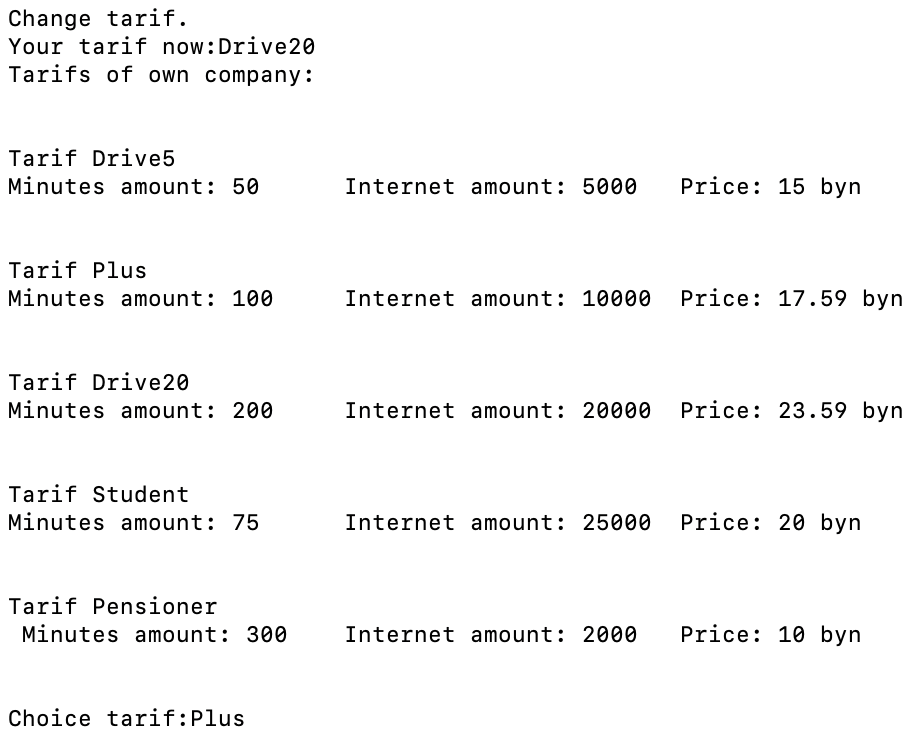 Change tarif.
Your tarif now:Drive20
Tarifs of own company:
Tarif Drive5
Minutes amount: 50      Internet amount: 5000   Price: 15 byn
Tarif Plus
Minutes amount: 100     Internet amount: 10000  Price: 17.59 byn
Tarif Drive20
Minutes amount: 200     Internet amount: 20000  Price: 23.59 byn
Tarif Student
Minutes amount: 75      Internet amount: 25000  Price: 20 byn
Tarif Pensioner
 Minutes amount: 300    Internet amount: 2000   Price: 10 byn
Choice tarif:Plus